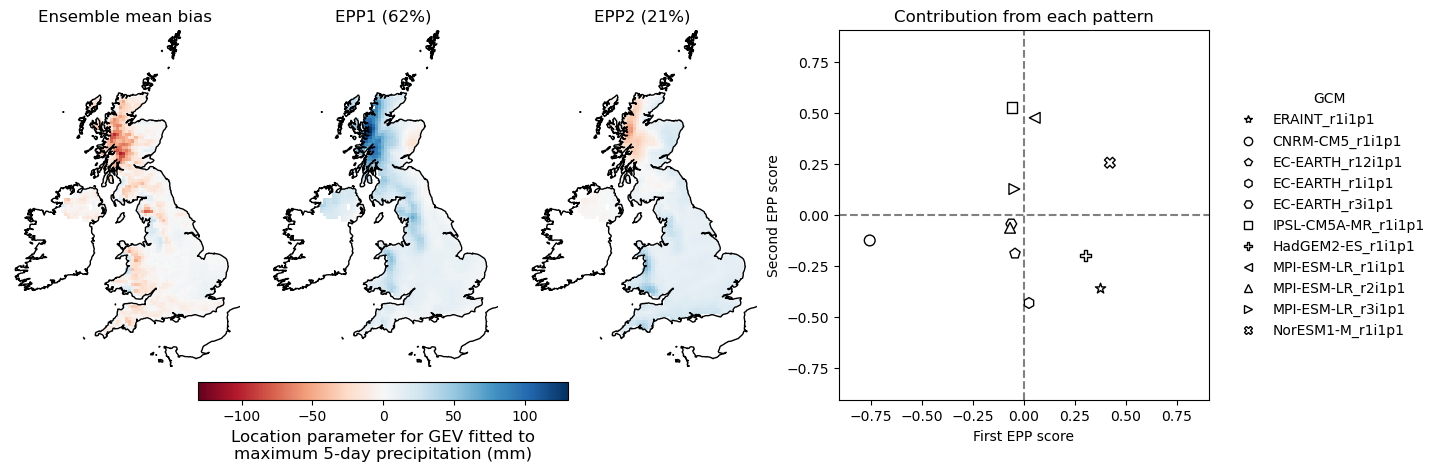 Ensemble mean bias
EPP1 (62%)
EPP2 (21%)
Contribution from each pattern
−100
−50
0
50
100
Location parameter for GEV fitted to
maximum 5-day precipitation (mm)
0.75
0.50
0.25
0.00
−0.25
−0.50
−0.75
Second EPP score
−0.75
−0.50
−0.25
0.00
0.25
0.50
0.75
First EPP score
GCM
ERAINT_r1i1p1
CNRM-CM5_r1i1p1
EC-EARTH_r12i1p1
EC-EARTH_r1i1p1
EC-EARTH_r3i1p1
IPSL-CM5A-MR_r1i1p1
HadGEM2-ES_r1i1p1
MPI-ESM-LR_r1i1p1
MPI-ESM-LR_r2i1p1
MPI-ESM-LR_r3i1p1
NorESM1-M_r1i1p1